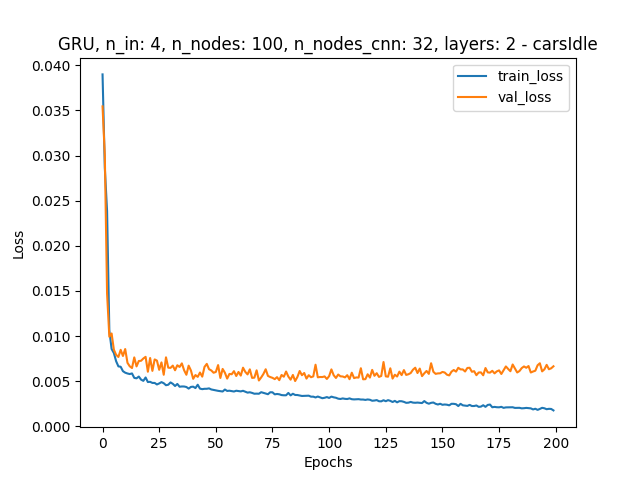 GRU, n_in: 4, n_nodes: 100, n_nodes_cnn: 32, layers: 2 - carsIdle
train_loss
val_loss
0.040
0.035
0.030
0.025
0.020
0.015
0.010
0.005
0.000
Loss
0 25 50 75 100 125 150 175 200
Epochs